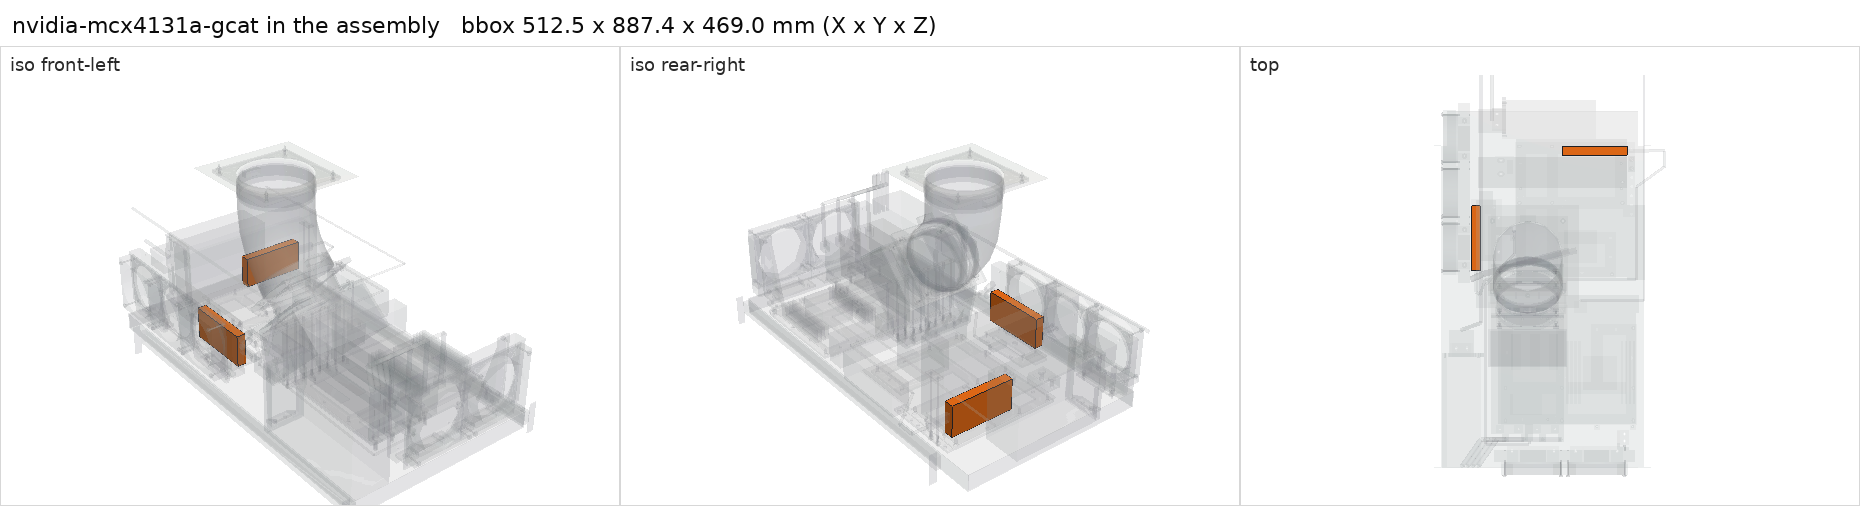 nvidia-mcx4131a-gcat in the assembly   bbox 512.5 x 887.4 x 469.0 mm (X x Y x Z)
iso front-left
iso rear-right
top